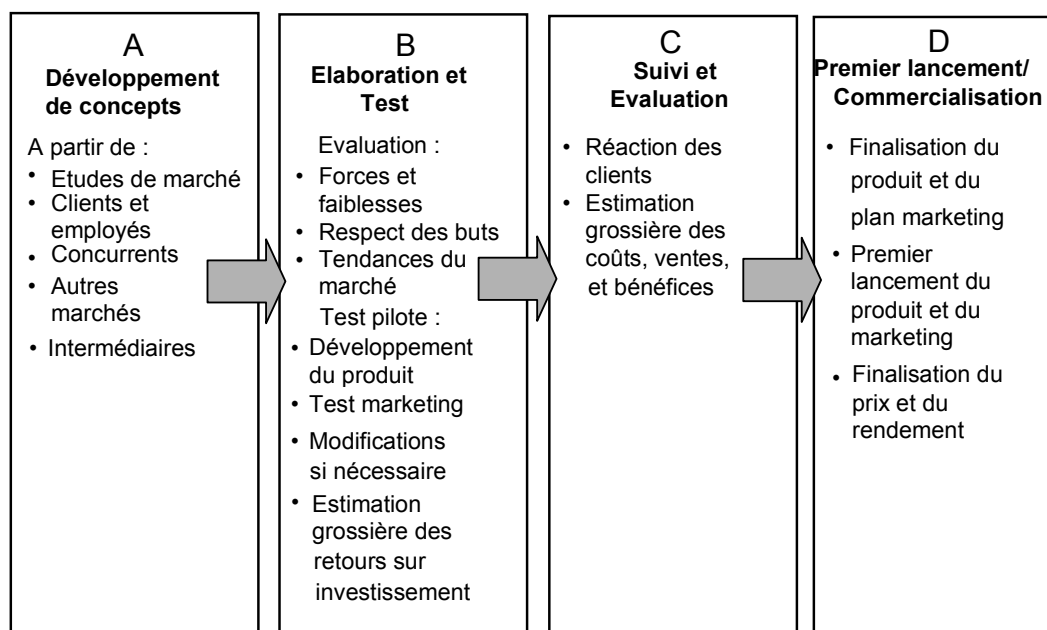 A
Développement
de concepts
A partir de :
• Etudes de marché
• Clients et
employés
• Concurrents
• Autres
marchés
• Intermédiaires
B
Elaboration et
Test
Evaluation :
• Forces et
faiblesses
• Respect des buts
• Tendances du
marché
Test pilote :
• Développement
du produit
• Test marketing
• Modifications
si nécessaire
• Estimation
grossière des
retours sur
investissement
C
Suivi et
Evaluation
• Réaction des
clients
• Estimation
grossière des
coûts, ventes,
et bénéfices
D
Premier lancement/
Commercialisation
• Finalisation du
produit et du
plan marketing
• Premier
lancement du
produit et du
marketing
• Finalisation du
prix et du
rendement